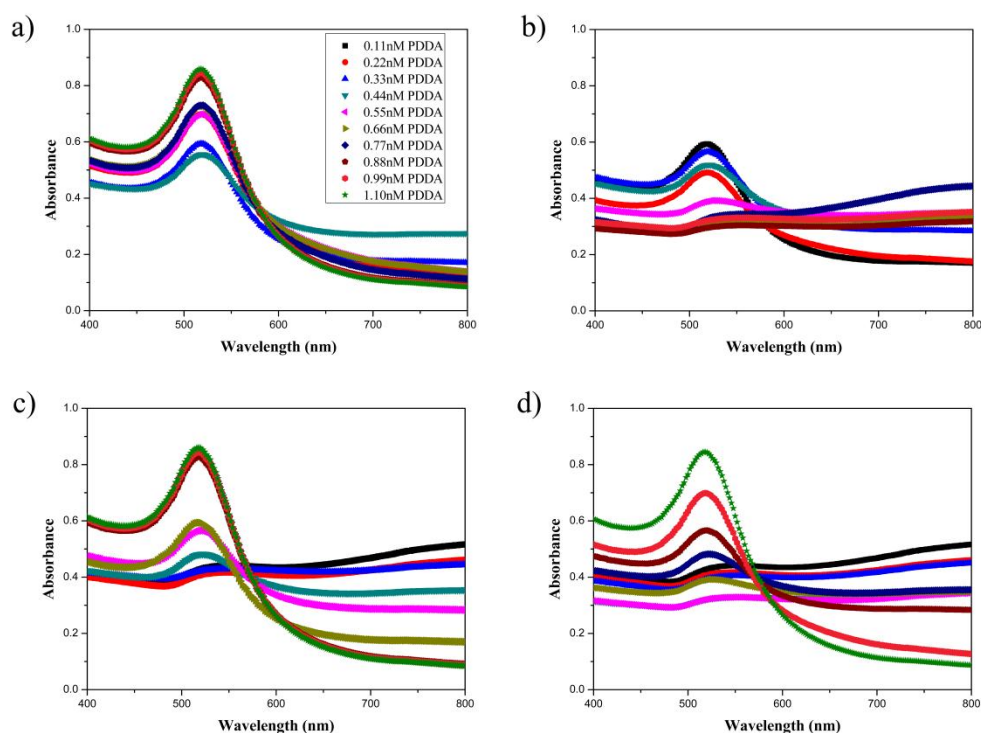 a)
1.0
0.8
0.6
0.4
0.2
0.0
Absorbance
400 500 600 700 800
Wavelength (nm)
0.11nM PDDA
0.22nM PDDA
0.33nM PDDA
0.44nM PDDA
0.55nM PDDA
0.66nM PDDA
0.77nM PDDA
0.88nM PDDA
0.99nM PDDA
1.10nM PDDA
b)
1.0
0.8
0.6
0.4
0.2
0.0
Absorbance
400 500 600 700 800
Wavelength (nm)
c)
1.0
0.8
0.6
0.4
0.2
0.0
Absorbance
400 500 600 700 800
Wavelength (nm)
d)
1.0
0.8
0.6
0.4
0.2
0.0
Absorbance
400 500 600 700 800
Wavelength (nm)